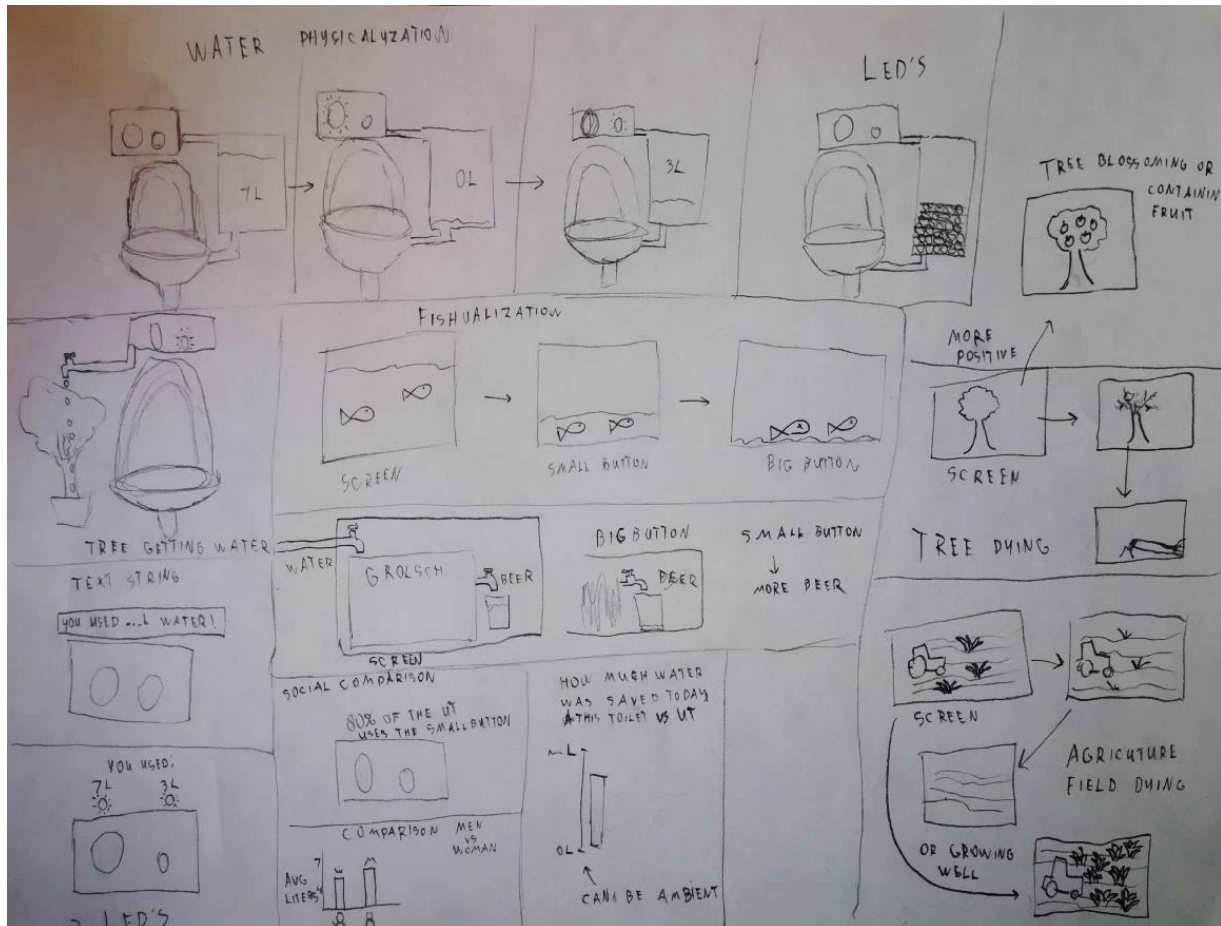 WATER PHYSICALYZATION
7L
0L
3L
LED'S
TREE BLOSSOMING OR
CONTAININ
FRUIT
TREE GETTING WATER
FISHUALIZATION
SCREEN
SMALL BUTTON
BIG BUTTON
MORE
POSITIVE
SCREEN
TREE DYING
TEXT STRING
YOU USED ...L WATER!
WATER
GROLSCH
BEER
SCREEN
BIG BUTTON
BEER
SMALL BUTTON
MORE BEER
YOU USED:
7L 3L
LED'S
SOCIAL COMPARISON
80% OF THE UT
USES THE SMALL BUTTON
COMPARISON MEN
VS
WOMAN
7
AVG
LITERS
HOW MUCH WATER
WAS SAVED TODAY
THIS TOILET VS UT
L
0L
CAN BE AMBIENT
SCREEN
AGRICUTURE
FIELD DYING
OR GROWING
WELL